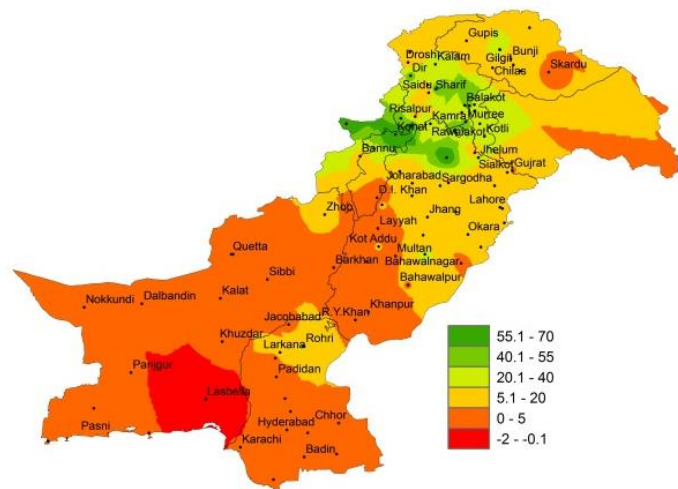 Gupis
Drosh Kalam
Gilgit Bunji
Dir
Chilas
Skardu
Saidu Sharif
Balakot
Risalpur
Kamra Murree
Kohat
Rawalakot Kotli
Bannu
Jhelum
Sialkot Gujrat
Joharabad
Sargodha
D.I. Khan
Lahore
Zhob
Jhang
Layyah
Okara
Kot Addu
Quetta
Multan
Barkhan
Bahawalnagar
Sibbi
Bahawalpur
Nokkundi
Dalbandin
Kalat
Khanpur
R.Y.Khan
Jacobabad
Khuzdar
Rohri
Larkana
Panjgur
Padidan
Lasbella
Chhor
Pasni
Hyderabad
Karachi
Badin
55.1 - 70
40.1 - 55
20.1 - 40
5.1 - 20
0 - 5
-2 - -0.1